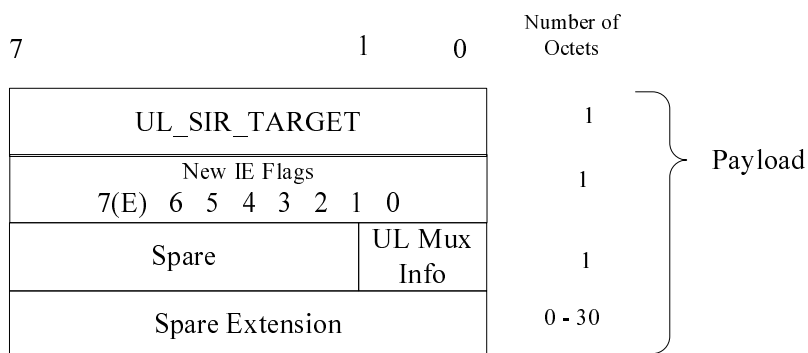 7 1 0
Number of
Octets
UL_SIR_TARGET
1
New IE Flags
7(E) 6 5 4 3 2 1 0
1
Payload
Spare
UL Mux
Info
1
Spare Extension
0 - 30